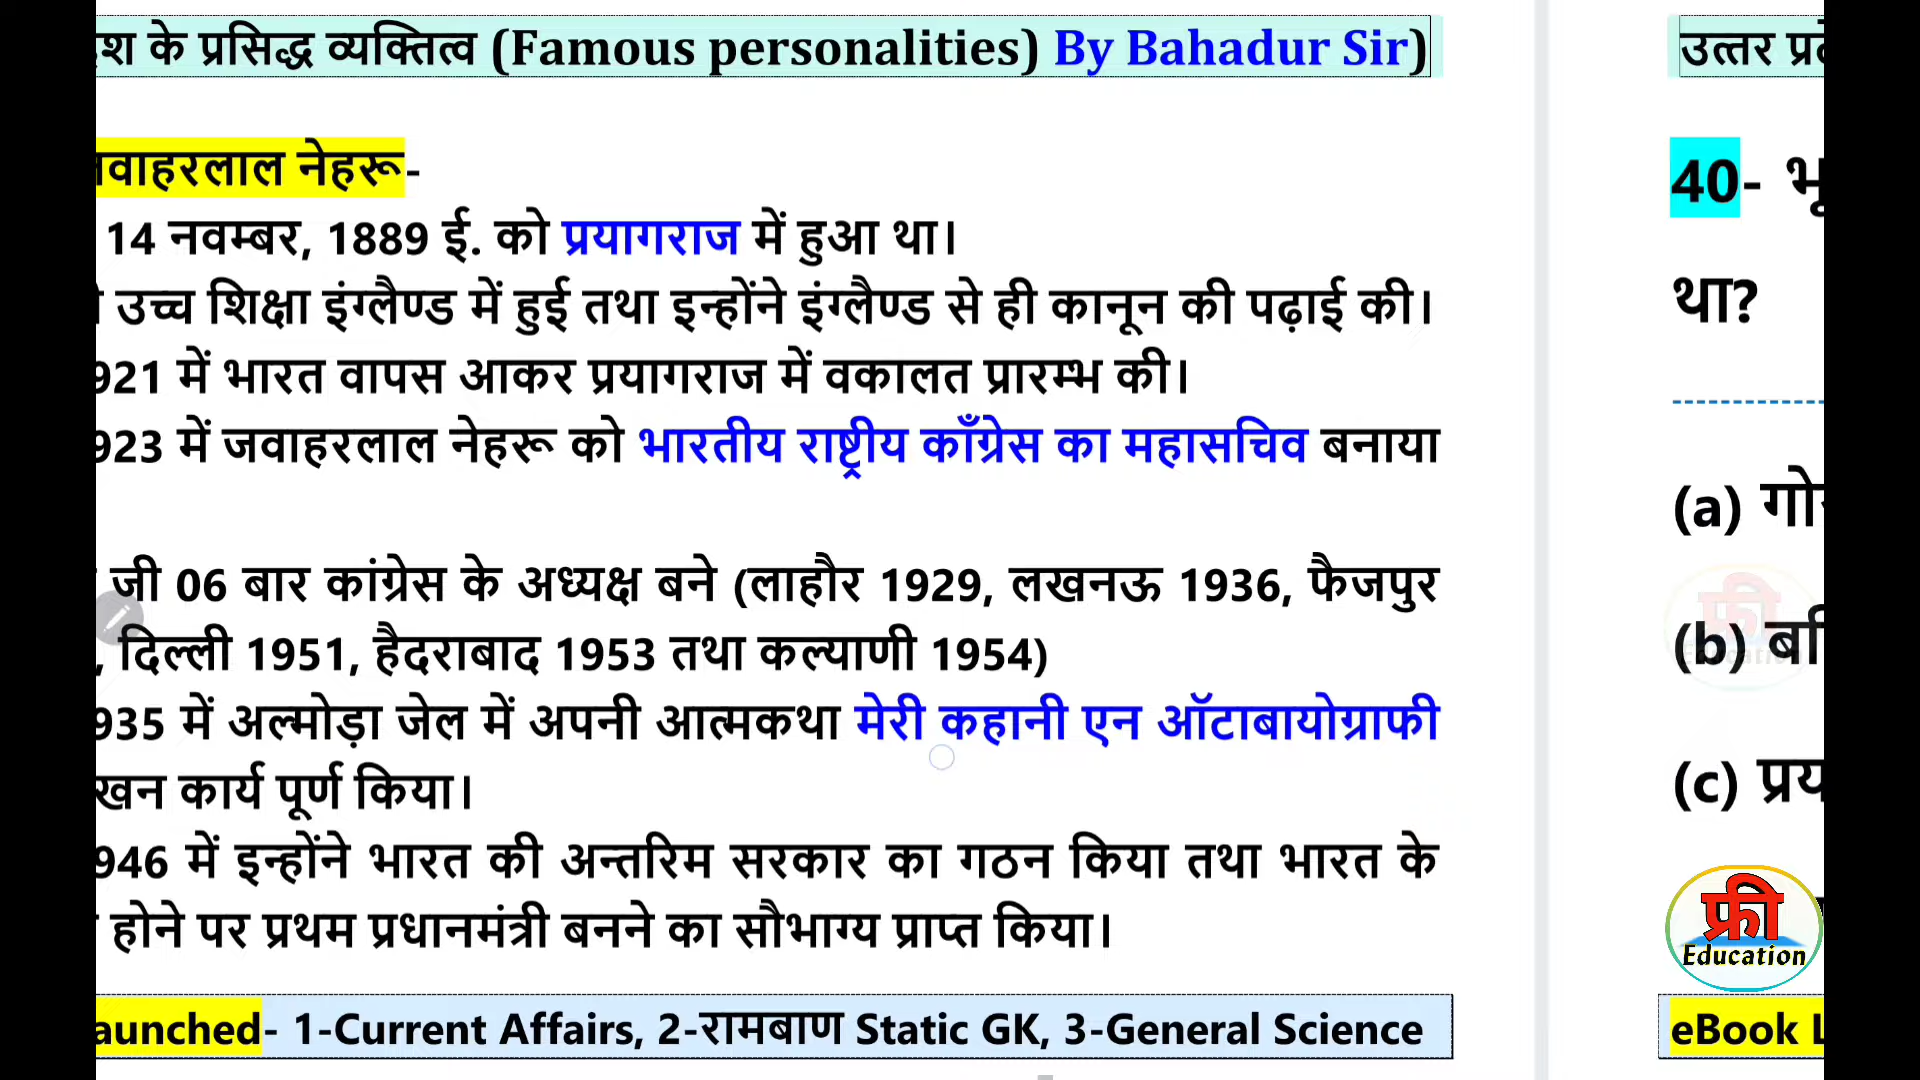 के प्रसिद्ध व्यक्तित्व (Famous personalities) By Bahadur Sir)
जवाहरलाल नेहरू-
14 नवम्बर, 1889 ई. को प्रयागराज में हुआ था।
उच्च शिक्षा इंग्लैण्ड में हुई तथा इन्होंने इंग्लैण्ड से ही कानून की पढ़ाई की।
921 में भारत वापस आकर प्रयागराज में वकालत प्रारम्भ की।
923 में जवाहरलाल नेहरू को भारतीय राष्ट्रीय काँग्रेस का महासचिव बनाया
जी 06 बार कांग्रेस के अध्यक्ष बने (लाहौर 1929, लखनऊ 1936, फैजपुर
, दिल्ली 1951, हैदराबाद 1953 तथा कल्याणी 1954)
935 में अल्मोड़ा जेल में अपनी आत्मकथा मेरी कहानी एन ऑटाबायोग्राफी
खन कार्य पूर्ण किया।
946 में इन्होंने भारत की अन्तरिम सरकार का गठन किया तथा भारत के
होने पर प्रथम प्रधानमंत्री बनने का सौभाग्य प्राप्त किया।
aunched- 1-Current Affairs, 2-रामबाण Static GK, 3-General Science
उत्तर प्र
40- भू
था?
(a) गो
(b) बि
(c) प्रय
फ्री
Education
eBook L